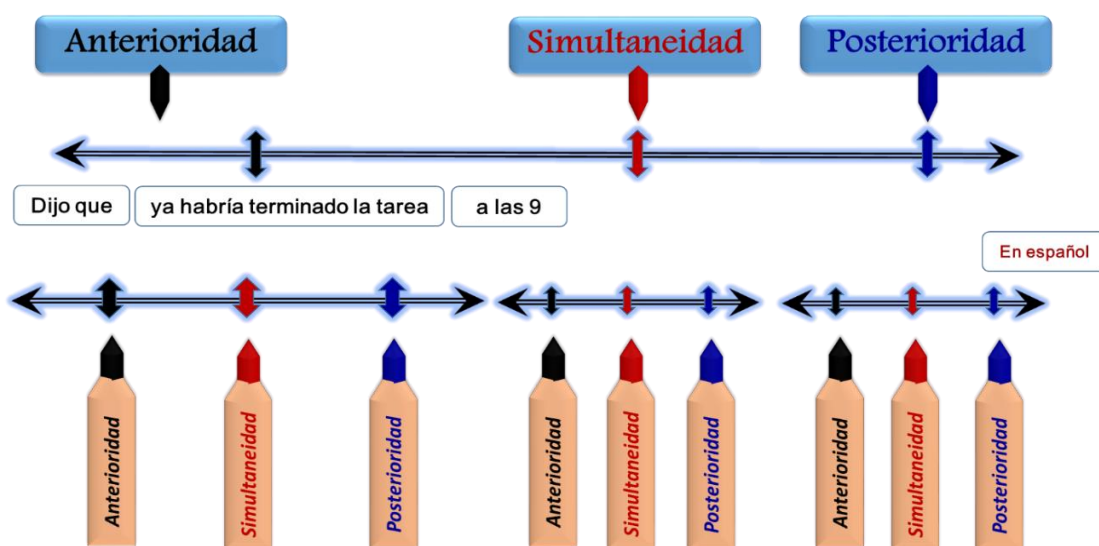 Anterioridad
Simultaneidad
Posterioridad
Dijo que
ya habría terminado la tarea
a las 9
En español
Anterioridad
Simultaneidad
Posterioridad
Anterioridad
Simultaneidad
Posterioridad
Anterioridad
Simultaneidad
Posterioridad